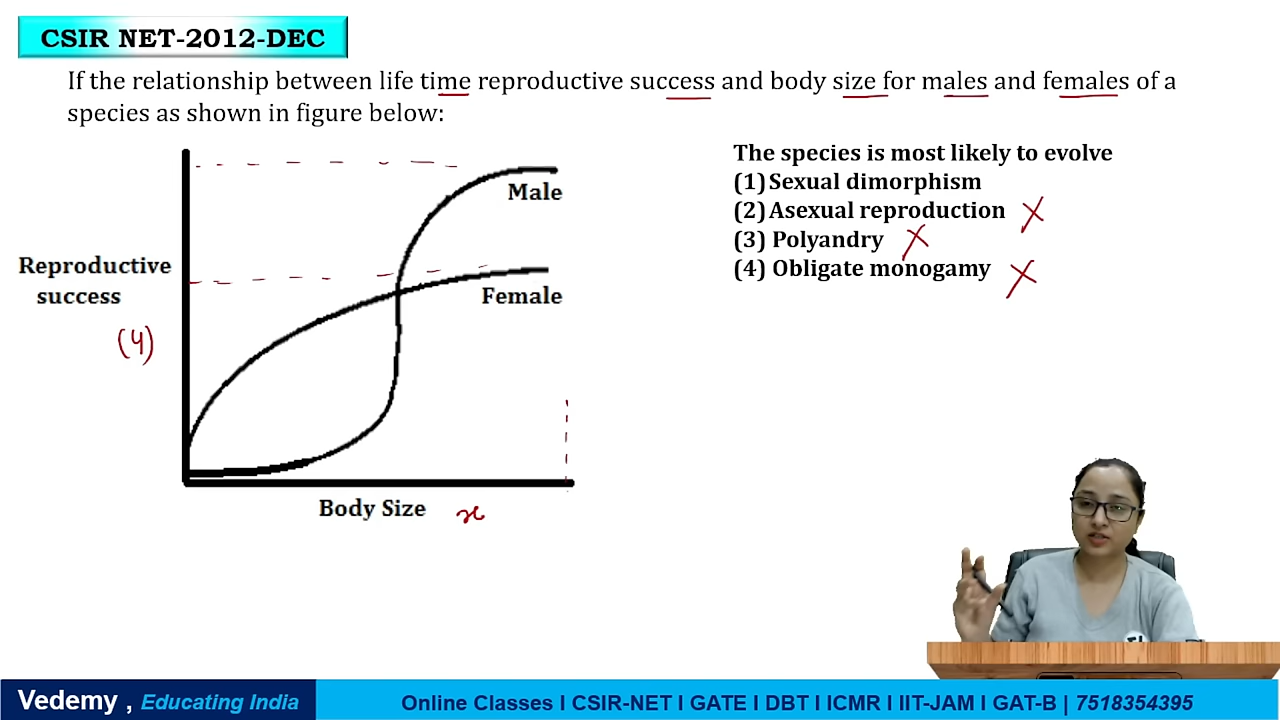 CSIR NET-2012-DEC
If the relationship between life time reproductive success and body size for males and females of a
species as shown in figure below:
The species is most likely to evolve
(1) Sexual dimorphism
(2) Asexual reproduction
(3) Polyandry
(4) Obligate monogamy
Male
Reproductive
success
Female
(y)
Body Size
x
Vedemy , Educating India
Online Classes I CSIR-NET I GATE I DBT I ICMR I IIT-JAM I GAT-B | 7518354395